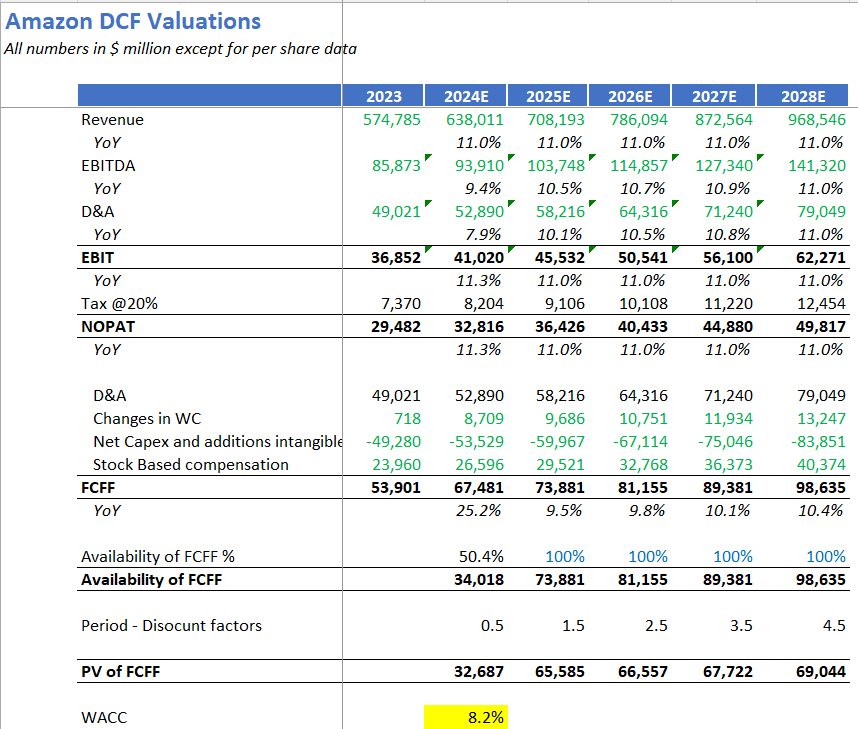 Amazon DCF Valuations
All numbers in $ million except for per share data
2023 2024E 2025E 2026E 2027E 2028E
Revenue 574,785 638,011 708,193 786,094 872,564 968,546
YoY 11.0% 11.0% 11.0% 11.0% 11.0%
EBITDA 85,873 93,910 103,748 114,857 127,340 141,320
YoY 9.4% 10.5% 10.7% 10.9% 11.0%
D&A 49,021 52,890 58,216 64,316 71,240 79,049
YoY 7.9% 10.1% 10.5% 10.8% 11.0%
EBIT 36,852 41,020 45,532 50,541 56,100 62,271
YoY 11.3% 11.0% 11.0% 11.0% 11.0%
Tax @20% 7,370 8,204 9,106 10,108 11,220 12,454
NOPAT 29,482 32,816 36,426 40,433 44,880 49,817
YoY 11.3% 11.0% 11.0% 11.0% 11.0%
D&A 49,021 52,890 58,216 64,316 71,240 79,049
Changes in WC 718 8,709 9,686 10,751 11,934 13,247
Net Capex and additions intangible -49,280 -53,529 -59,967 -67,114 -75,046 -83,851
Stock Based compensation 23,960 26,596 29,521 32,768 36,373 40,374
FCFF 53,901 67,481 73,881 81,155 89,381 98,635
YoY 25.2% 9.5% 9.8% 10.1% 10.4%
Availability of FCFF % 50.4% 100% 100% 100% 100%
Availability of FCFF 34,018 73,881 81,155 89,381 98,635
Period - Disocunt factors 0.5 1.5 2.5 3.5 4.5
PV of FCFF 32,687 65,585 66,557 67,722 69,044
WACC 8.2%